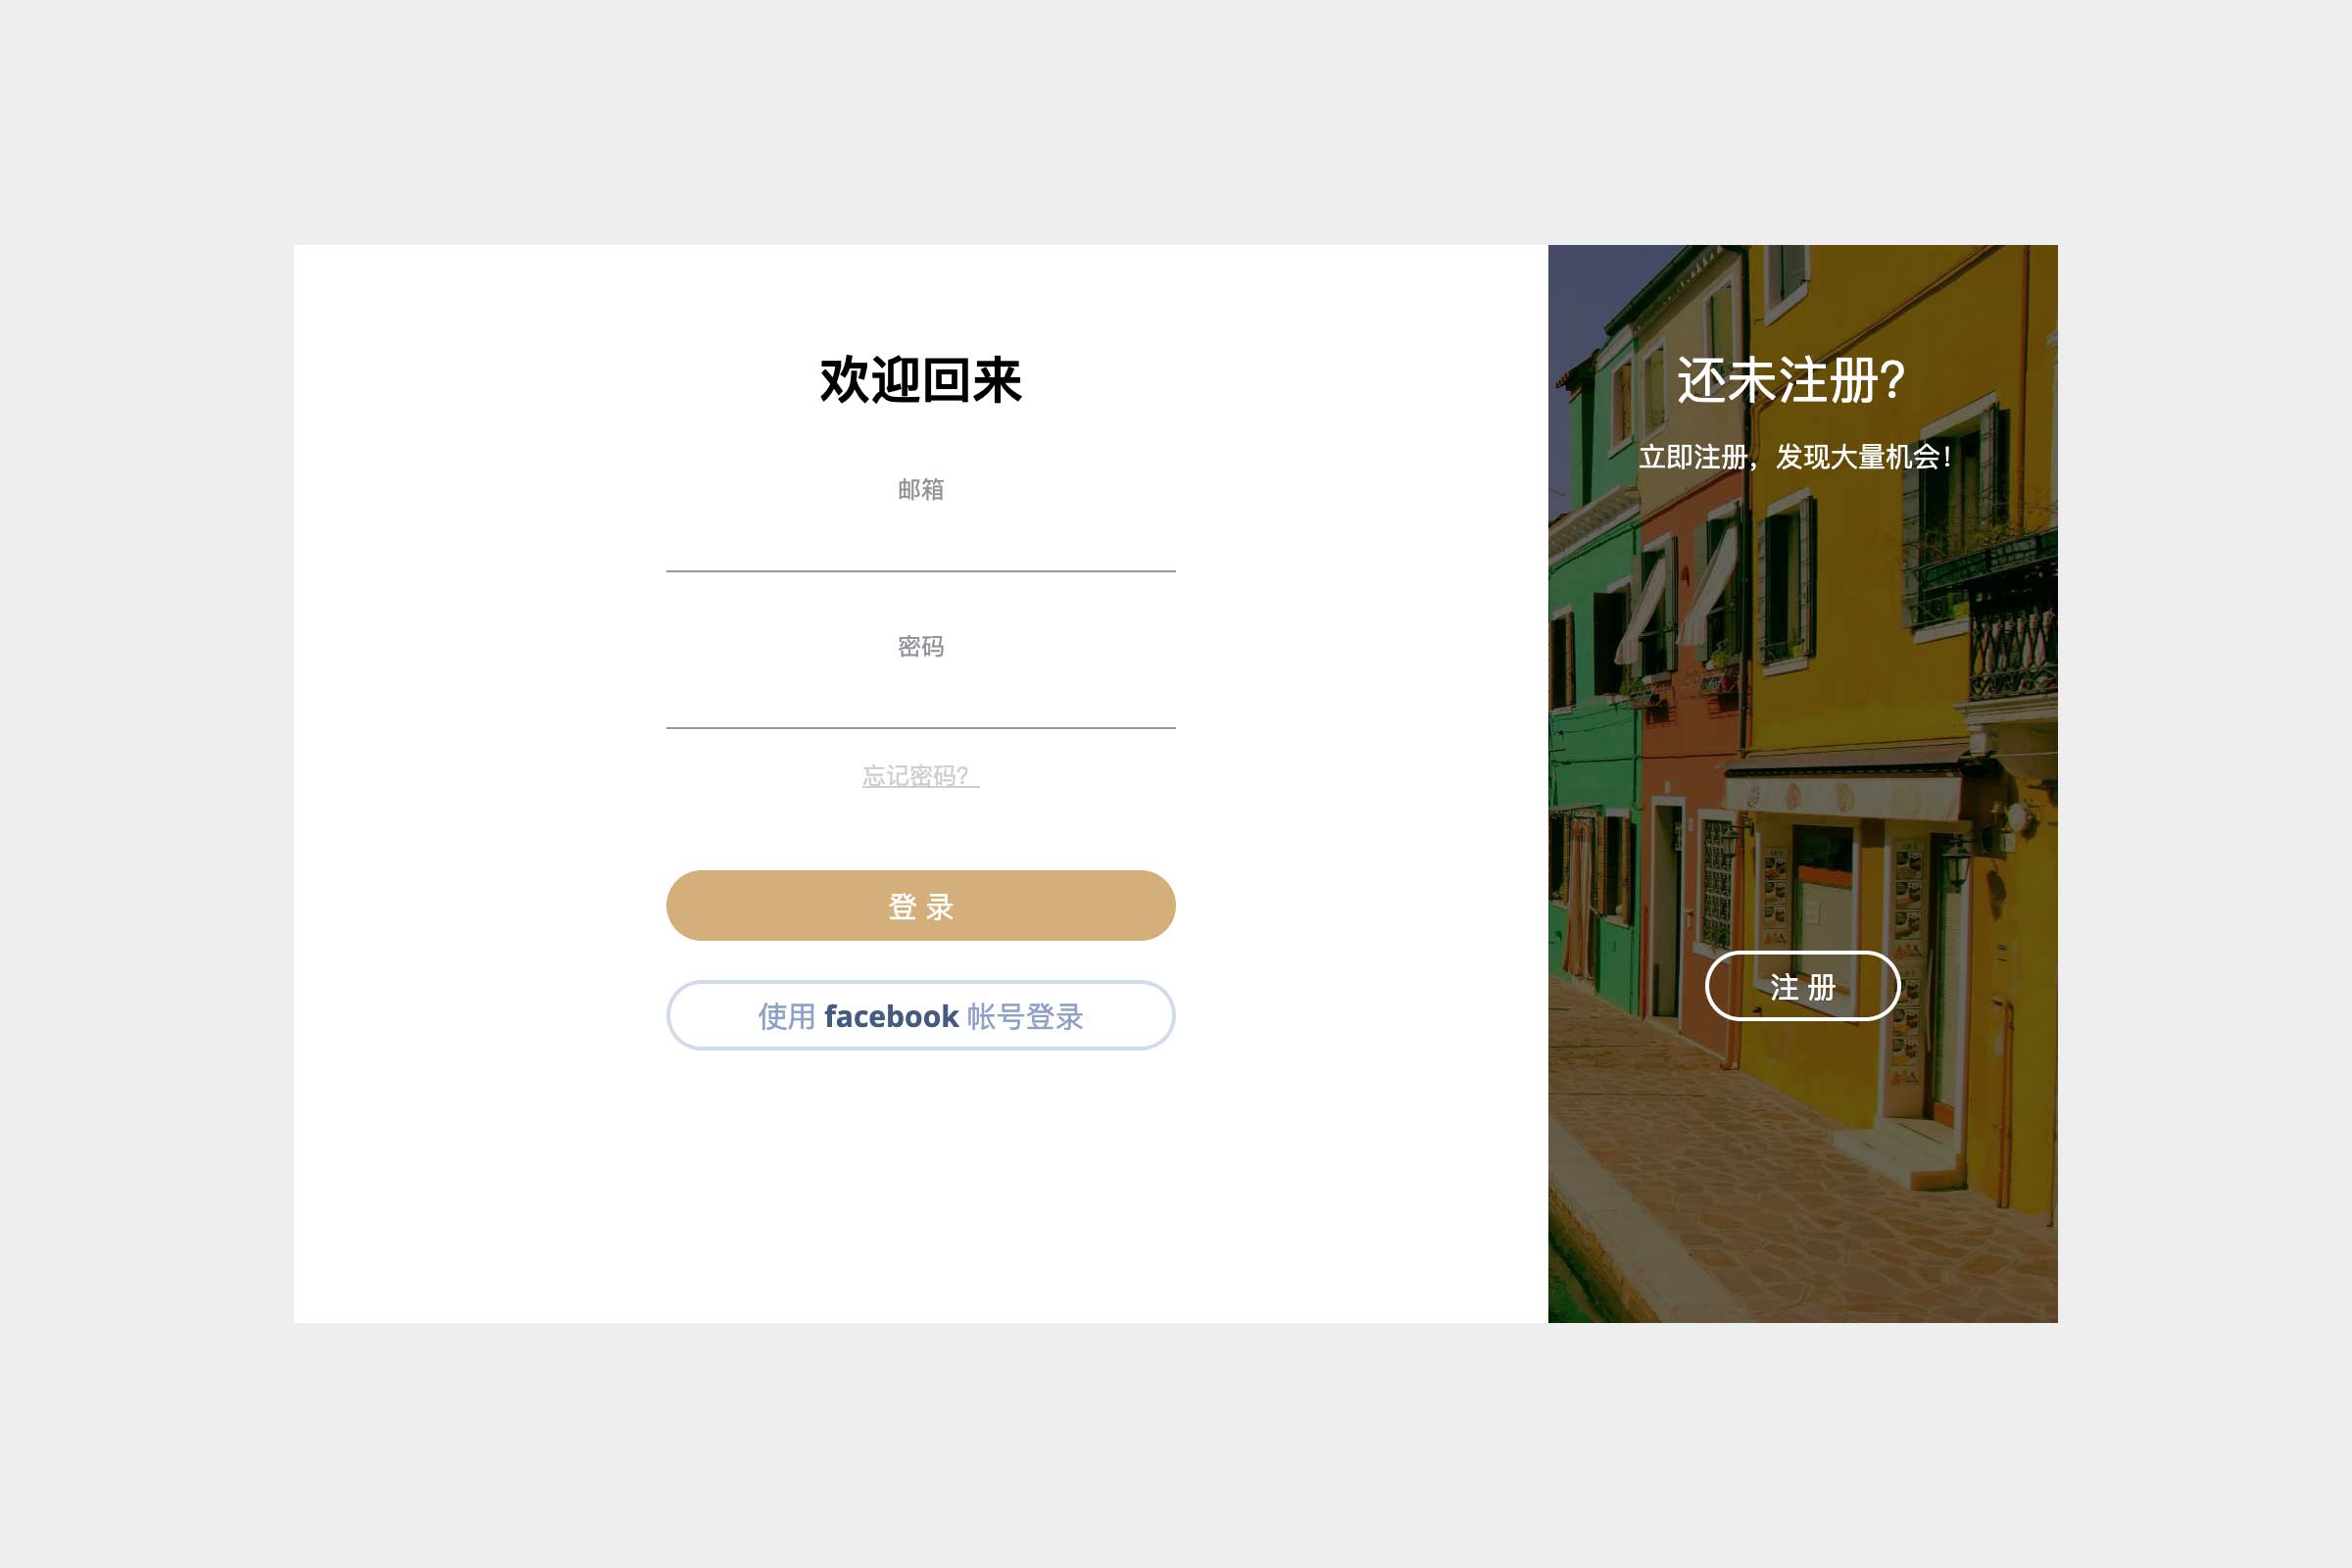 欢迎回来
邮箱
密码
忘记密码？
登 录
使用 facebook 帐号登录
还未注册？
立即注册，发现大量机会！
注 册